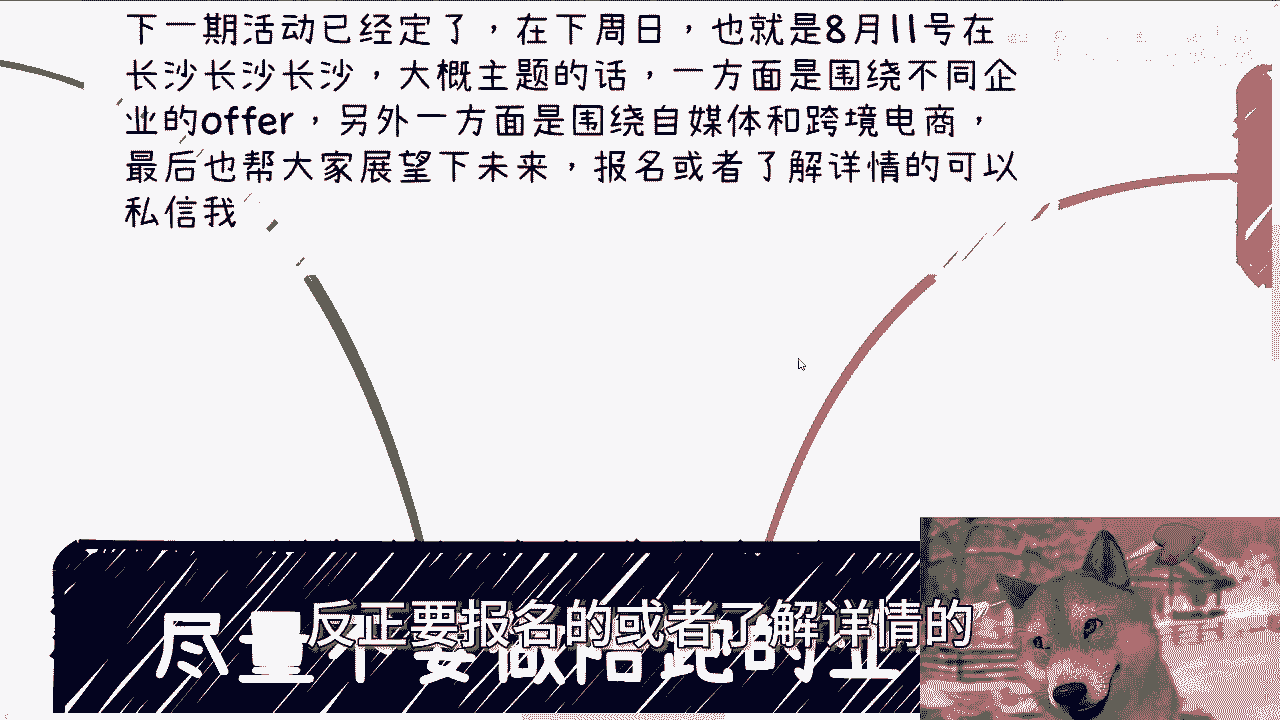 下一期活动已经定了，在下周日，也就是8月11号在
长沙长沙长沙，大概主题的话，一方面是围绕不同企
业的offer，另外一方面是围绕自媒体和跨境电商，
最后也帮大家展望下未来，报名或者了解详情的可以
私信我
尽量不要做陪跑的业
反正要报名的或者了解详情的